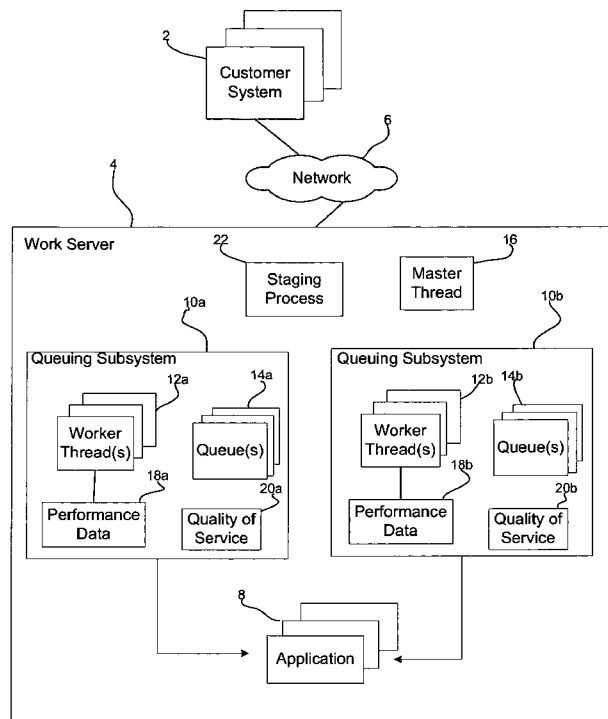 2
Customer
System
6
Network
4
Work Server
22
Staging
Process
16
Master
Thread
10a
Queuing Subsystem
12a
Worker
Thread(s)
14a
Queue(s)
18a
Performance
Data
20a
Quality of
Service
10b
Queuing Subsystem
12b
Worker
Thread(s)
14b
Queue(s)
18b
Performance
Data
20b
Quality of
Service
8
Application